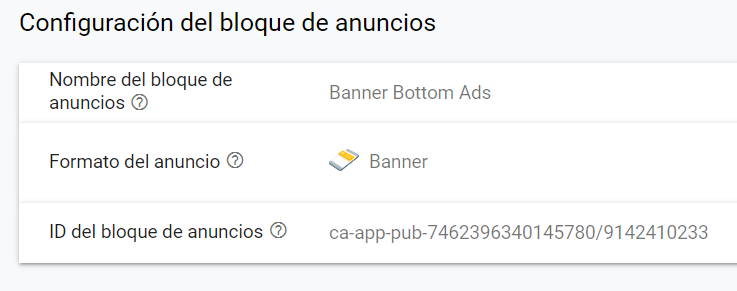 Configuración del bloque de anuncios
Nombre del bloque de
anuncios
Banner Bottom Ads
Formato del anuncio
Banner
ID del bloque de anuncios
ca-app-pub-7462396340145780/9142410233